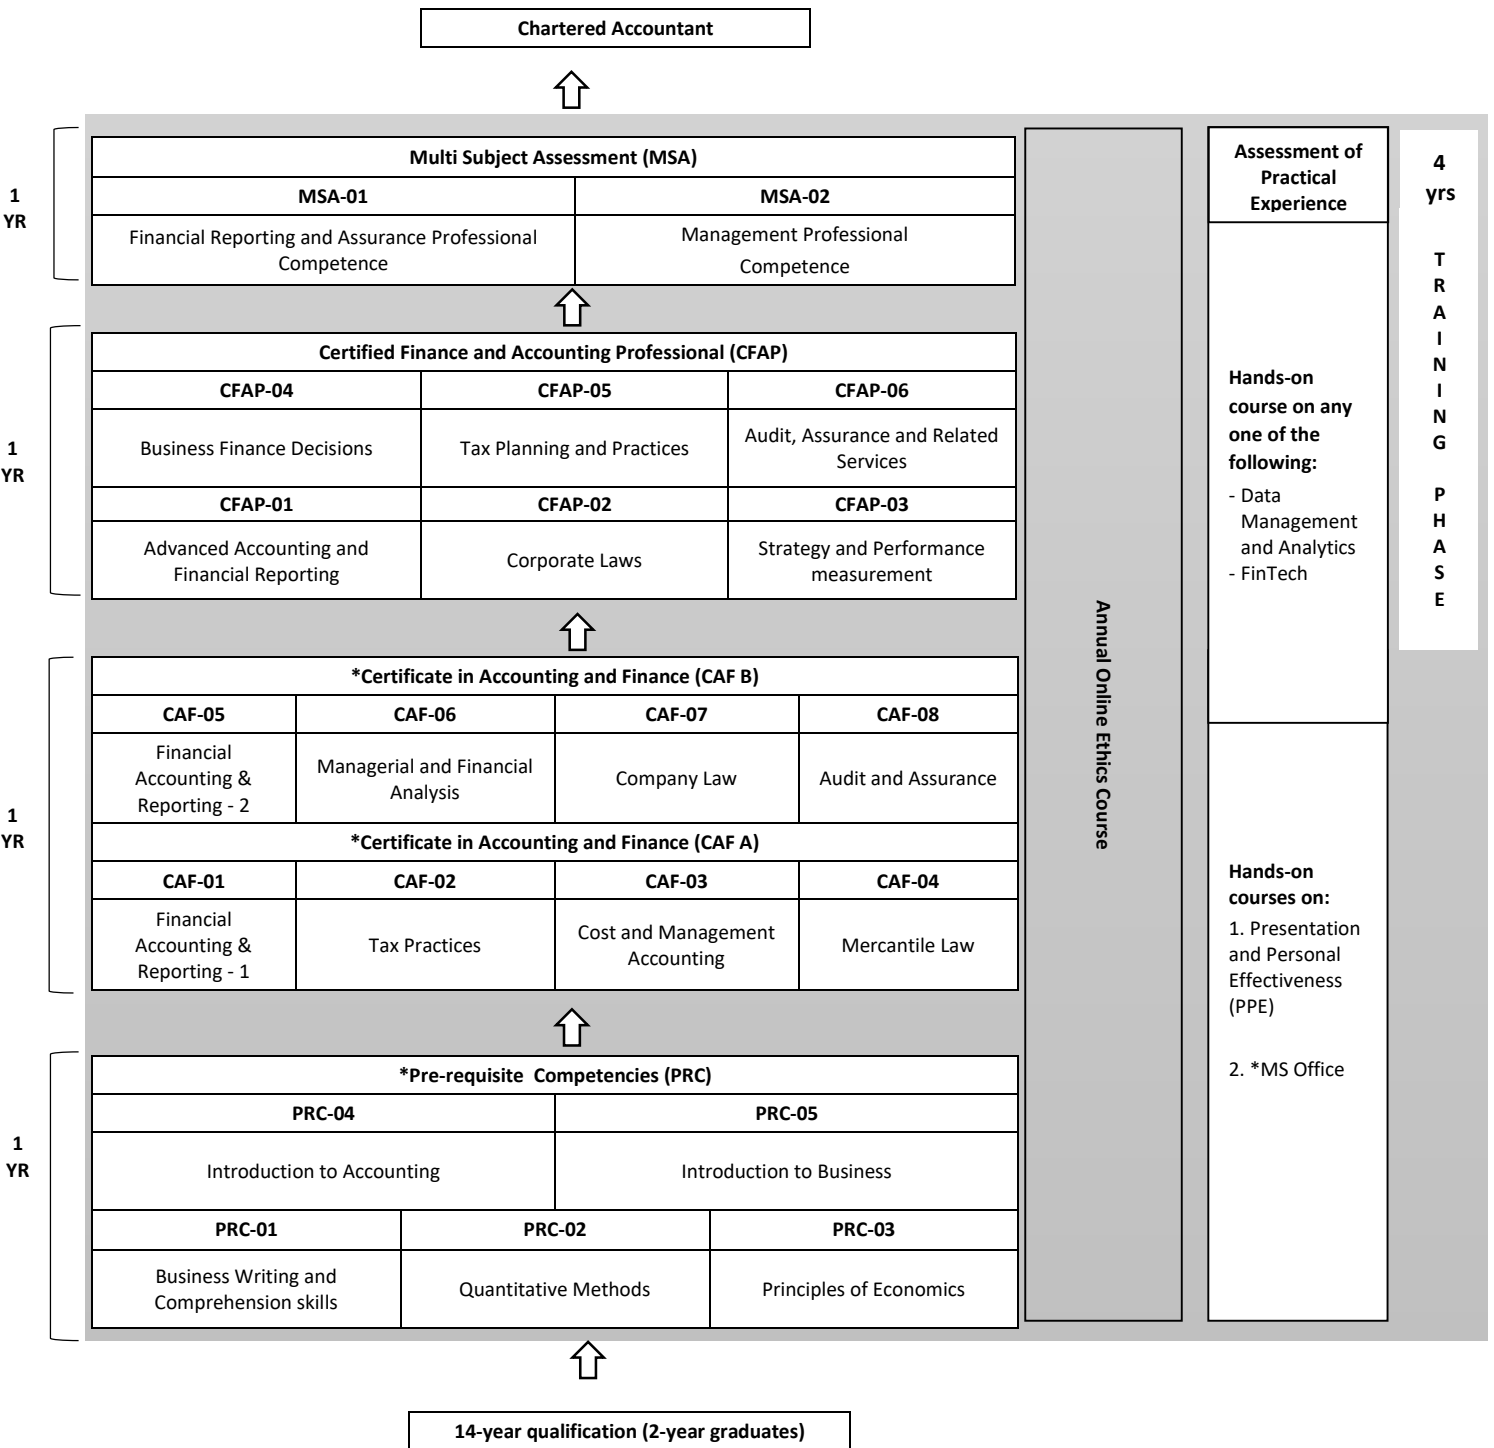 Chartered Accountant
1
YR
Multi Subject Assessment (MSA)
MSA-01
MSA-02
Financial Reporting and Assurance Professional
Competence
Management Professional
Competence
1
YR
Certified Finance and Accounting Professional (CFAP)
CFAP-04
CFAP-05
CFAP-06
Business Finance Decisions
Tax Planning and Practices
Audit, Assurance and Related
Services
CFAP-01
CFAP-02
CFAP-03
Advanced Accounting and
Financial Reporting
Corporate Laws
Strategy and Performance
measurement
1
YR
*Certificate in Accounting and Finance (CAF B)
CAF-05
CAF-06
CAF-07
CAF-08
Financial
Accounting &
Reporting - 2
Managerial and Financial
Analysis
Company Law
Audit and Assurance
*Certificate in Accounting and Finance (CAF A)
CAF-01
CAF-02
CAF-03
CAF-04
Financial
Accounting &
Reporting - 1
Tax Practices
Cost and Management
Accounting
Mercantile Law
1
YR
*Pre-requisite Competencies (PRC)
PRC-04
PRC-05
Introduction to Accounting
Introduction to Business
PRC-01
PRC-02
PRC-03
Business Writing and
Comprehension skills
Quantitative Methods
Principles of Economics
14-year qualification (2-year graduates)
Annual Online Ethics Course
Assessment of
Practical
Experience
Hands-on
course on any
one of the
following:
- Data
Management
and Analytics
- FinTech
Hands-on
courses on:
1. Presentation
and Personal
Effectiveness
(PPE)
2. *MS Office
4
yrs
T
R
A
I
N
I
N
G
P
H
A
S
E